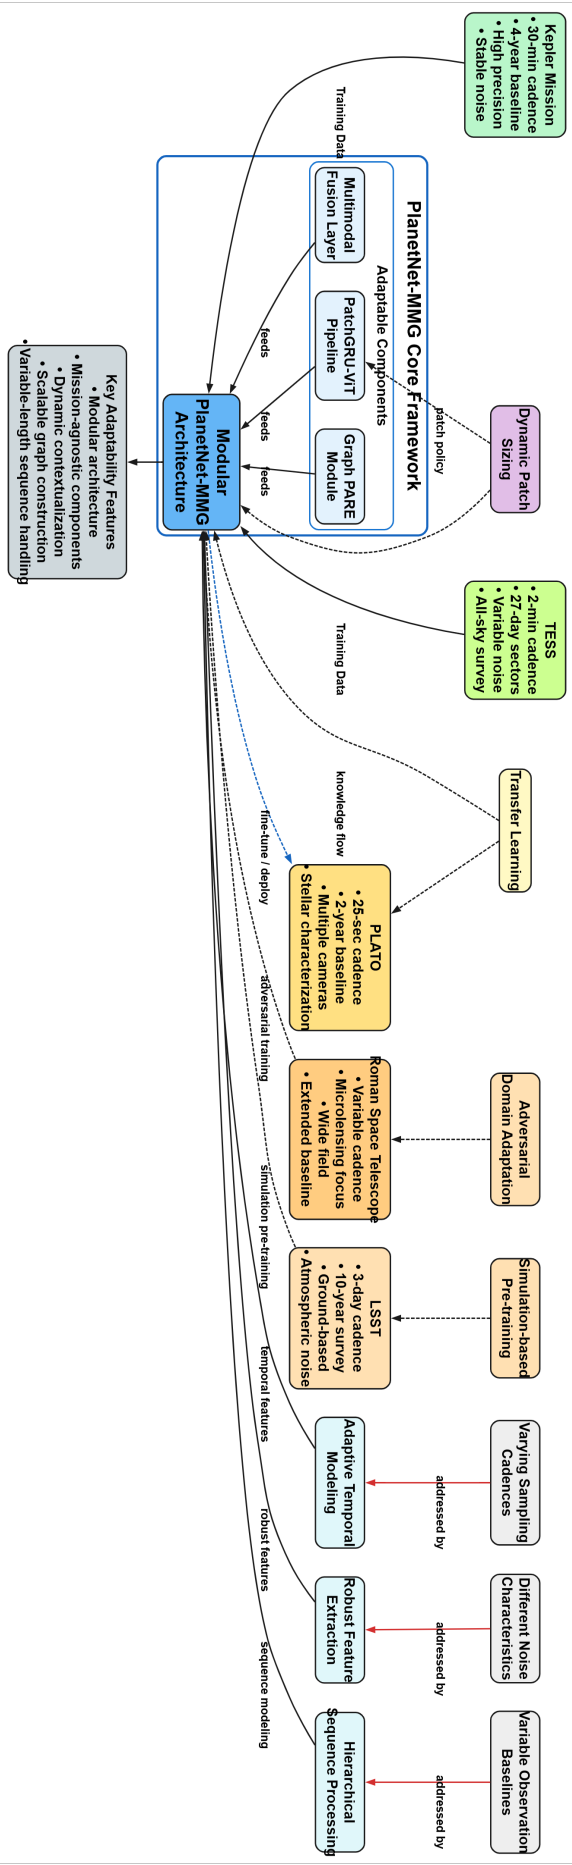 Kepler Mission
• 30-min cadence
• 4-year baseline
• High precision
• Stable noise
Dynamic Patch
Sizing
TESS
• 2-min cadence
• 27-day sectors
• Variable noise
• All-sky survey
Transfer Learning
Adversarial
Domain Adaptation
Simulation-based
Pre-training
Varying Sampling
Cadences
Different Noise
Characteristics
Variable Observation
Baselines
patch policy
addressed by
addressed by
addressed by
PlanetNet-MMG Core Framework
Adaptable Components
Training Data
Multimodal
Fusion Layer
PatchGRU-ViT
Pipeline
Graph PARE
Module
Training Data
knowledge flow
PLATO
• 25-sec cadence
• 2-year baseline
• Multiple cameras
• Stellar characterization
Roman Space Telescope
• Variable cadence
• Microlensing focus
• Wide field
• Extended baseline
LSST
• 3-day cadence
• 10-year survey
• Ground-based
• Atmospheric noise
Adaptive Temporal
Modeling
Robust Feature
Extraction
Hierarchical
Sequence Processing
feeds
feeds
feeds
fine-tune / deploy
adversarial training
simulation pre-training
temporal features
robust features
sequence modeling
Modular
PlanetNet-MMG
Architecture
Key Adaptability Features
• Modular architecture
• Mission-agnostic components
• Dynamic contextualization
• Scalable graph construction
• Variable-length sequence handling